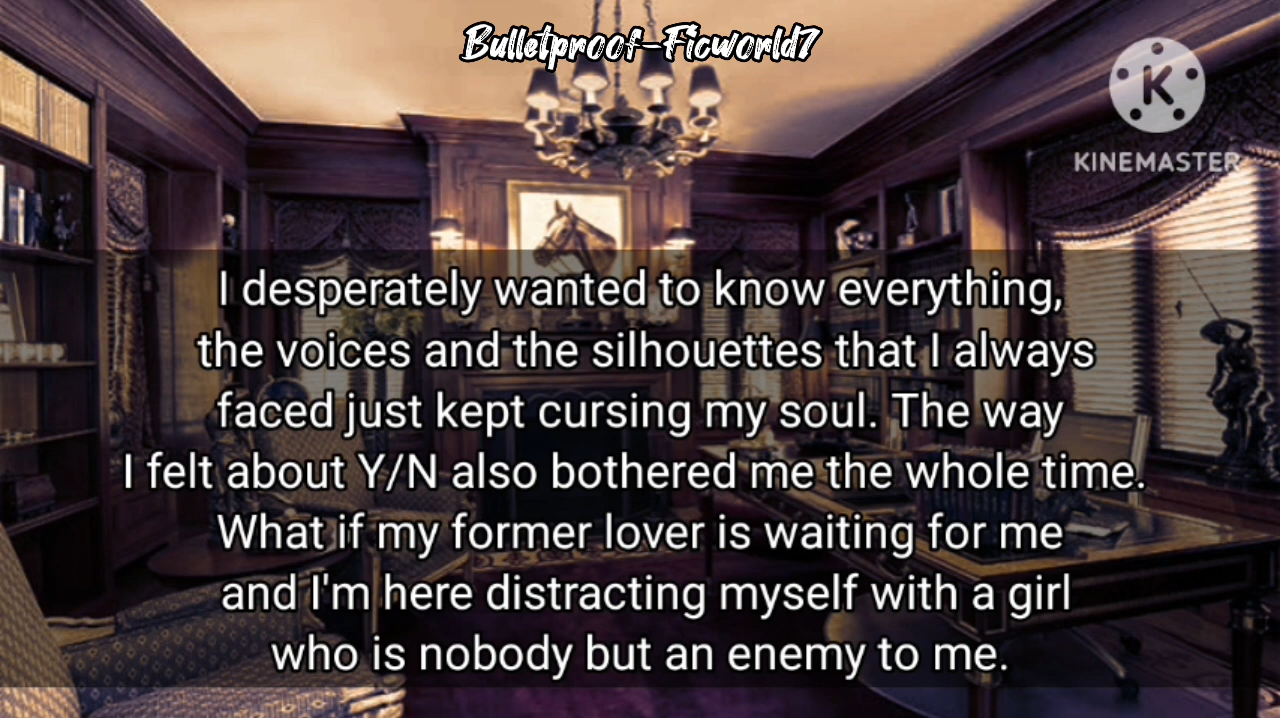 Bulletproof-Ficworld7
K
KINEMASTER
I desperately wanted to know everything,
the voices and the silhouettes that I always
faced just kept cursing my soul. The way
I felt about Y/N also bothered me the whole time.
What if my former lover is waiting for me
and I'm here distracting myself with a girl
who is nobody but an enemy to me.